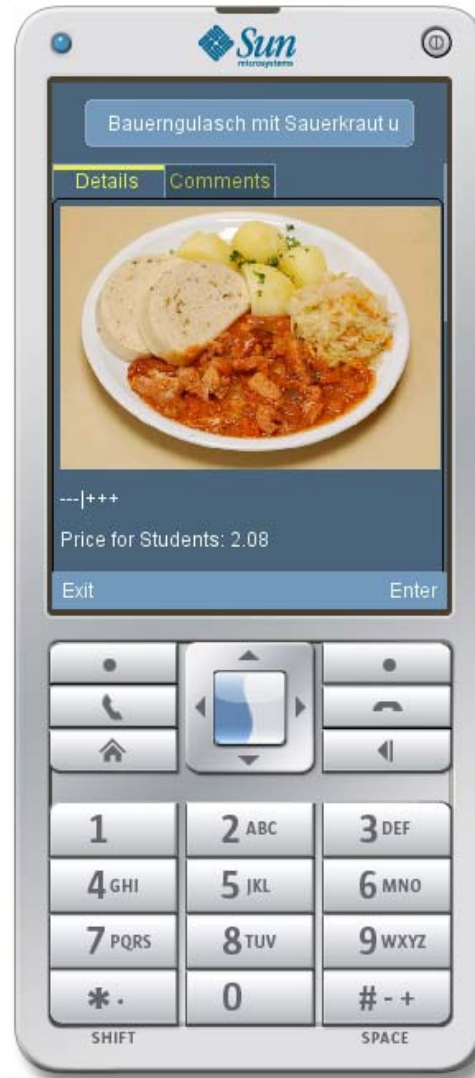 Sun
microsystems
Bauerngulasch mit Sauerkraut u
Details Comments
---|+++
Price for Students: 2.08
Exit Enter
1 2 ABC 3 DEF
4 GHI 5 JKL 6 MNO
7 PQRS 8 TUV 9 WXYZ
* . 0 # - +
SHIFT SPACE